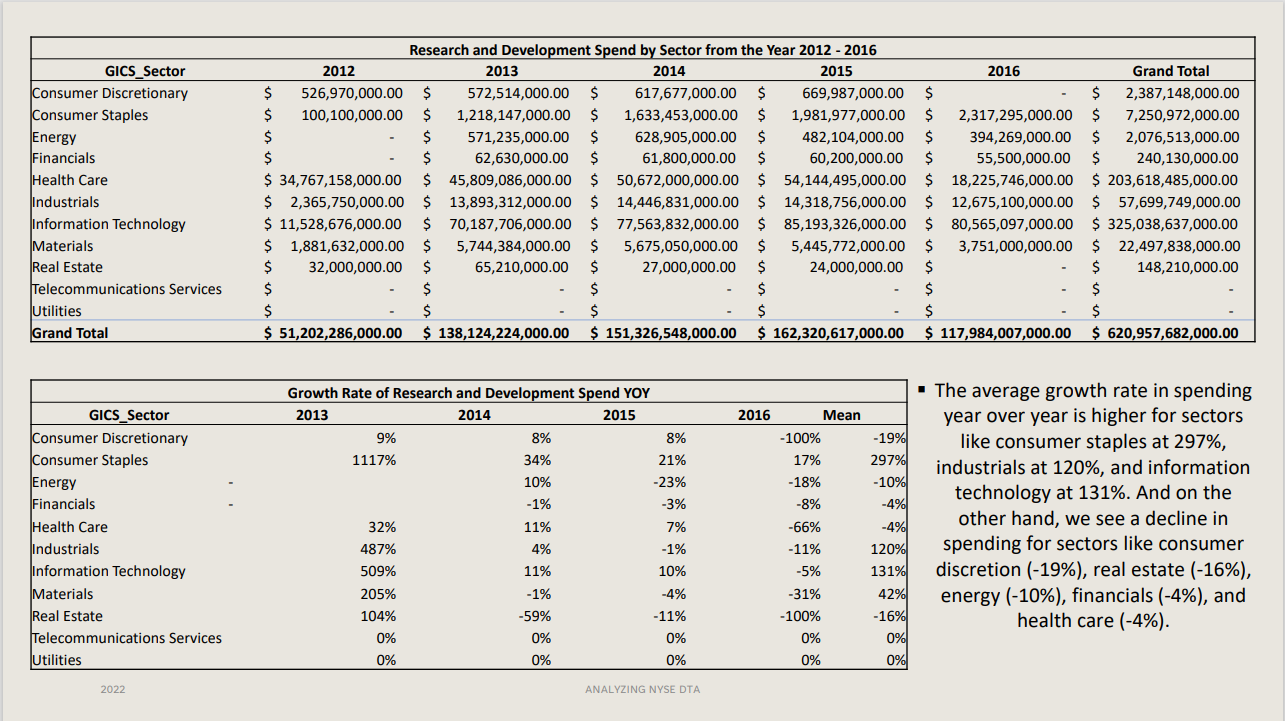 Research and Development Spend by Sector from the Year 2012 - 2016
GICS_Sector 2012 2013 2014 2015 2016 Grand Total
Consumer Discretionary $ 526,970,000.00 $ 572,514,000.00 $ 617,677,000.00 $ 669,987,000.00 $ - $ 2,387,148,000.00
Consumer Staples $ 100,100,000.00 $ 1,218,147,000.00 $ 1,633,453,000.00 $ 1,981,977,000.00 $ 2,317,295,000.00 $ 7,250,972,000.00
Energy $ - $ 571,235,000.00 $ 628,905,000.00 $ 482,104,000.00 $ 394,269,000.00 $ 2,076,513,000.00
Financials $ - $ 62,630,000.00 $ 61,800,000.00 $ 60,200,000.00 $ 55,500,000.00 $ 240,130,000.00
Health Care $ 34,767,158,000.00 $ 45,809,086,000.00 $ 50,672,000,000.00 $ 54,144,495,000.00 $ 18,225,746,000.00 $ 203,618,485,000.00
Industrials $ 2,365,750,000.00 $ 13,893,312,000.00 $ 14,446,831,000.00 $ 14,318,756,000.00 $ 12,675,100,000.00 $ 57,699,749,000.00
Information Technology $ 11,528,676,000.00 $ 70,187,706,000.00 $ 77,563,832,000.00 $ 85,193,326,000.00 $ 80,565,097,000.00 $ 325,038,637,000.00
Materials $ 1,881,632,000.00 $ 5,744,384,000.00 $ 5,675,050,000.00 $ 5,445,772,000.00 $ 3,751,000,000.00 $ 22,497,838,000.00
Real Estate $ 32,000,000.00 $ 65,210,000.00 $ 27,000,000.00 $ 24,000,000.00 $ - $ 148,210,000.00
Telecommunications Services $ - $ - $ - $ - $ - $ -
Utilities $ - $ - $ - $ - $ - $ -
Grand Total $ 51,202,286,000.00 $ 138,124,224,000.00 $ 151,326,548,000.00 $ 162,320,617,000.00 $ 117,984,007,000.00 $ 620,957,682,000.00
Growth Rate of Research and Development Spend YOY
GICS_Sector 2013 2014 2015 2016 Mean
Consumer Discretionary 9% 8% 8% -100% -19%
Consumer Staples 1117% 34% 21% 17% 297%
Energy - 10% -23% -18% -10%
Financials - -1% -3% -8% -4%
Health Care 32% 11% 7% -66% -4%
Industrials 487% 4% -1% -11% 120%
Information Technology 509% 11% 10% -5% 131%
Materials 205% -1% -4% -31% 42%
Real Estate 104% -59% -11% -100% -16%
Telecommunications Services 0% 0% 0% 0% 0%
Utilities 0% 0% 0% 0% 0%
▪ The average growth rate in spending
year over year is higher for sectors
like consumer staples at 297%,
industrials at 120%, and information
technology at 131%. And on the
other hand, we see a decline in
spending for sectors like consumer
discretion (-19%), real estate (-16%),
energy (-10%), financials (-4%), and
health care (-4%).
2022 ANALYZING NYSE DTA